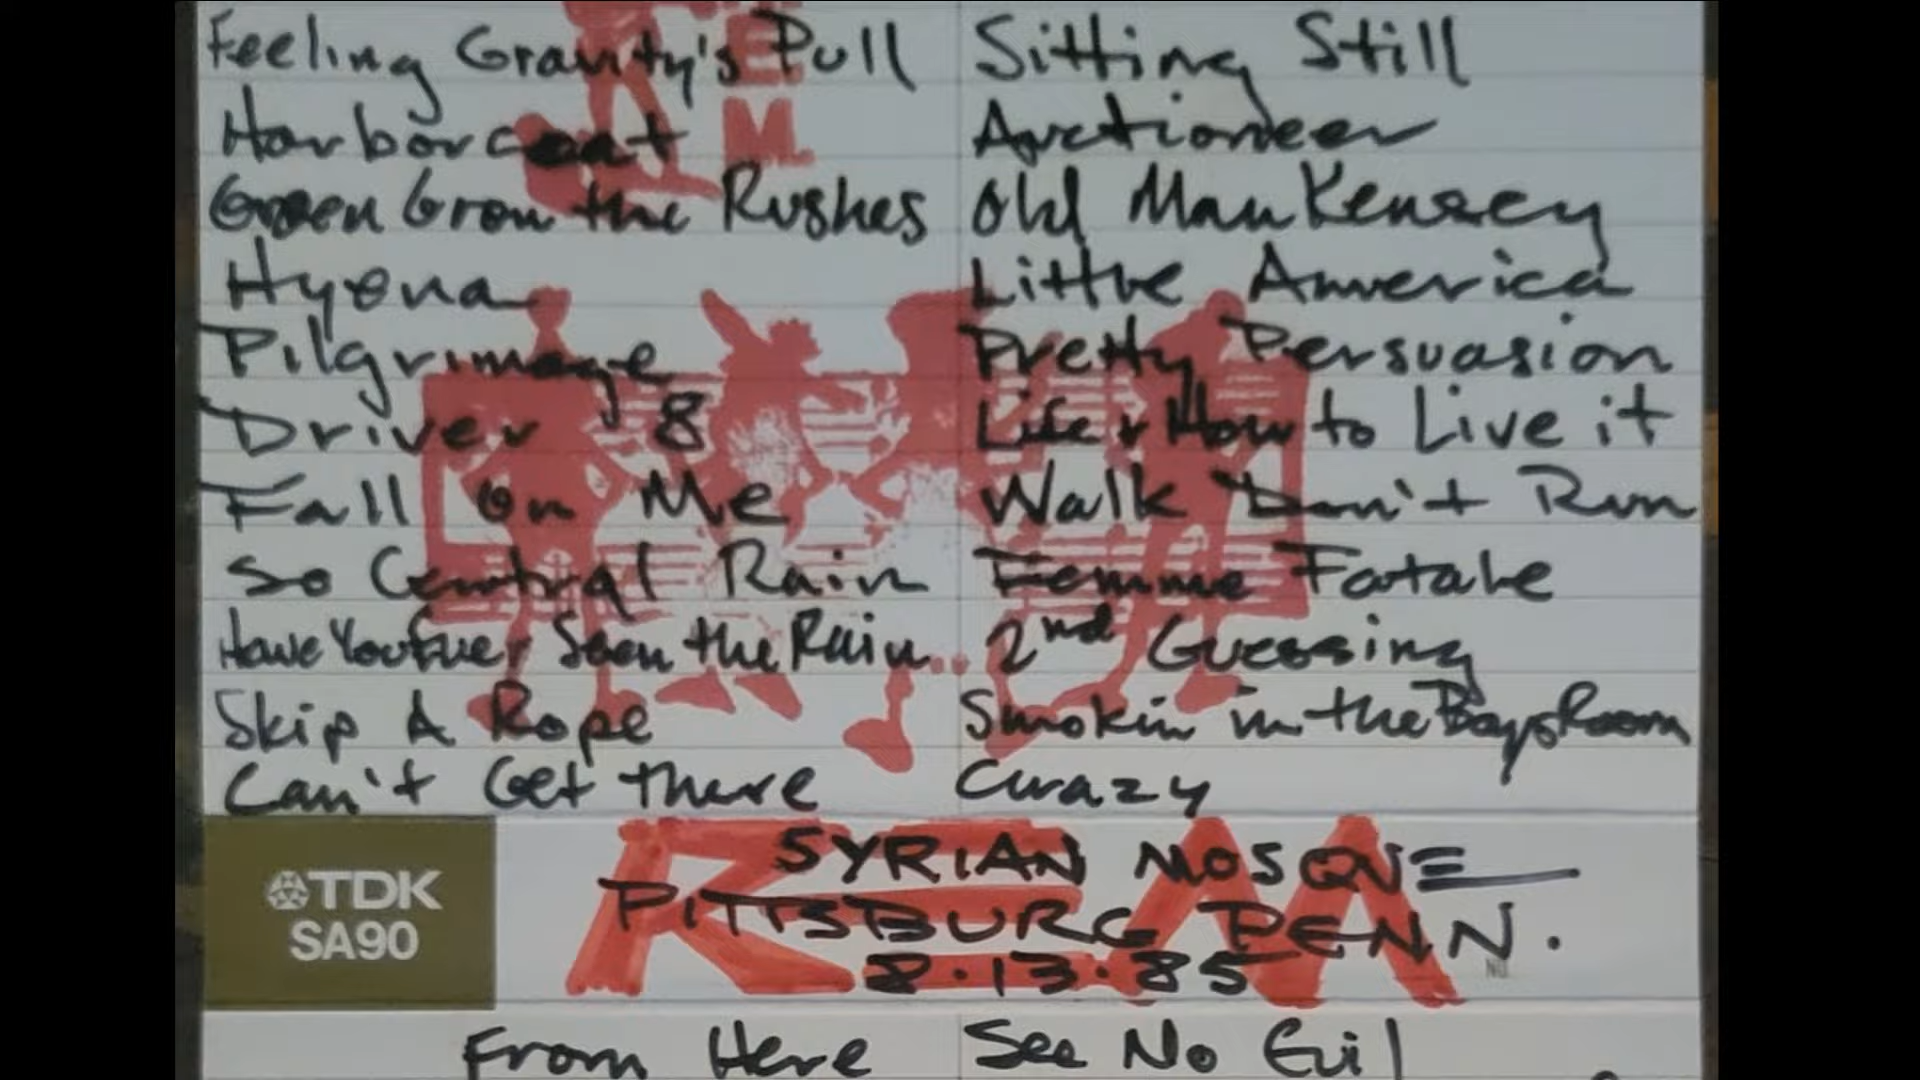 R.E.M.
Feeling Gravity's Pull
Harborcoat
Green Grow the Rushes
Hyena
Pilgrimage
Driver 8
Fall on Me
So Central Rain
Have You Ever Seen the Rain
Skip A Rope
Can't Get There
Sitting Still
Auctioneer
Old Man Kensey
Little America
Pretty Persuasion
Life + How to Live it
Walk Don't Run
Femme Fatale
2nd Guessing
Smokin in the Boys Room
Crazy
TDK
SA90
REM
SYRIAN MOSQUE
PITTSBURG PENN.
8·13·85
From Here
See No Evil